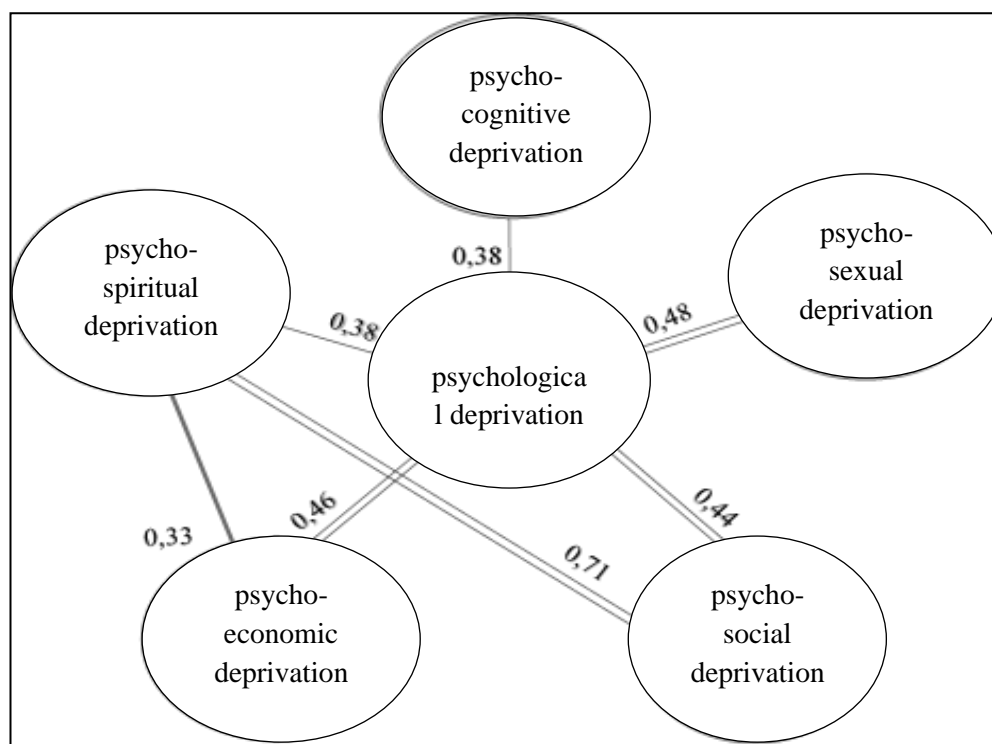 psycho-
cognitive
deprivation
psycho-
spiritual
deprivation
psycho-
sexual
deprivation
0,38
0,38
0,48
psychologica
l deprivation
0,46
0,44
0,33
0,71
psycho-
economic
deprivation
psycho-
social
deprivation